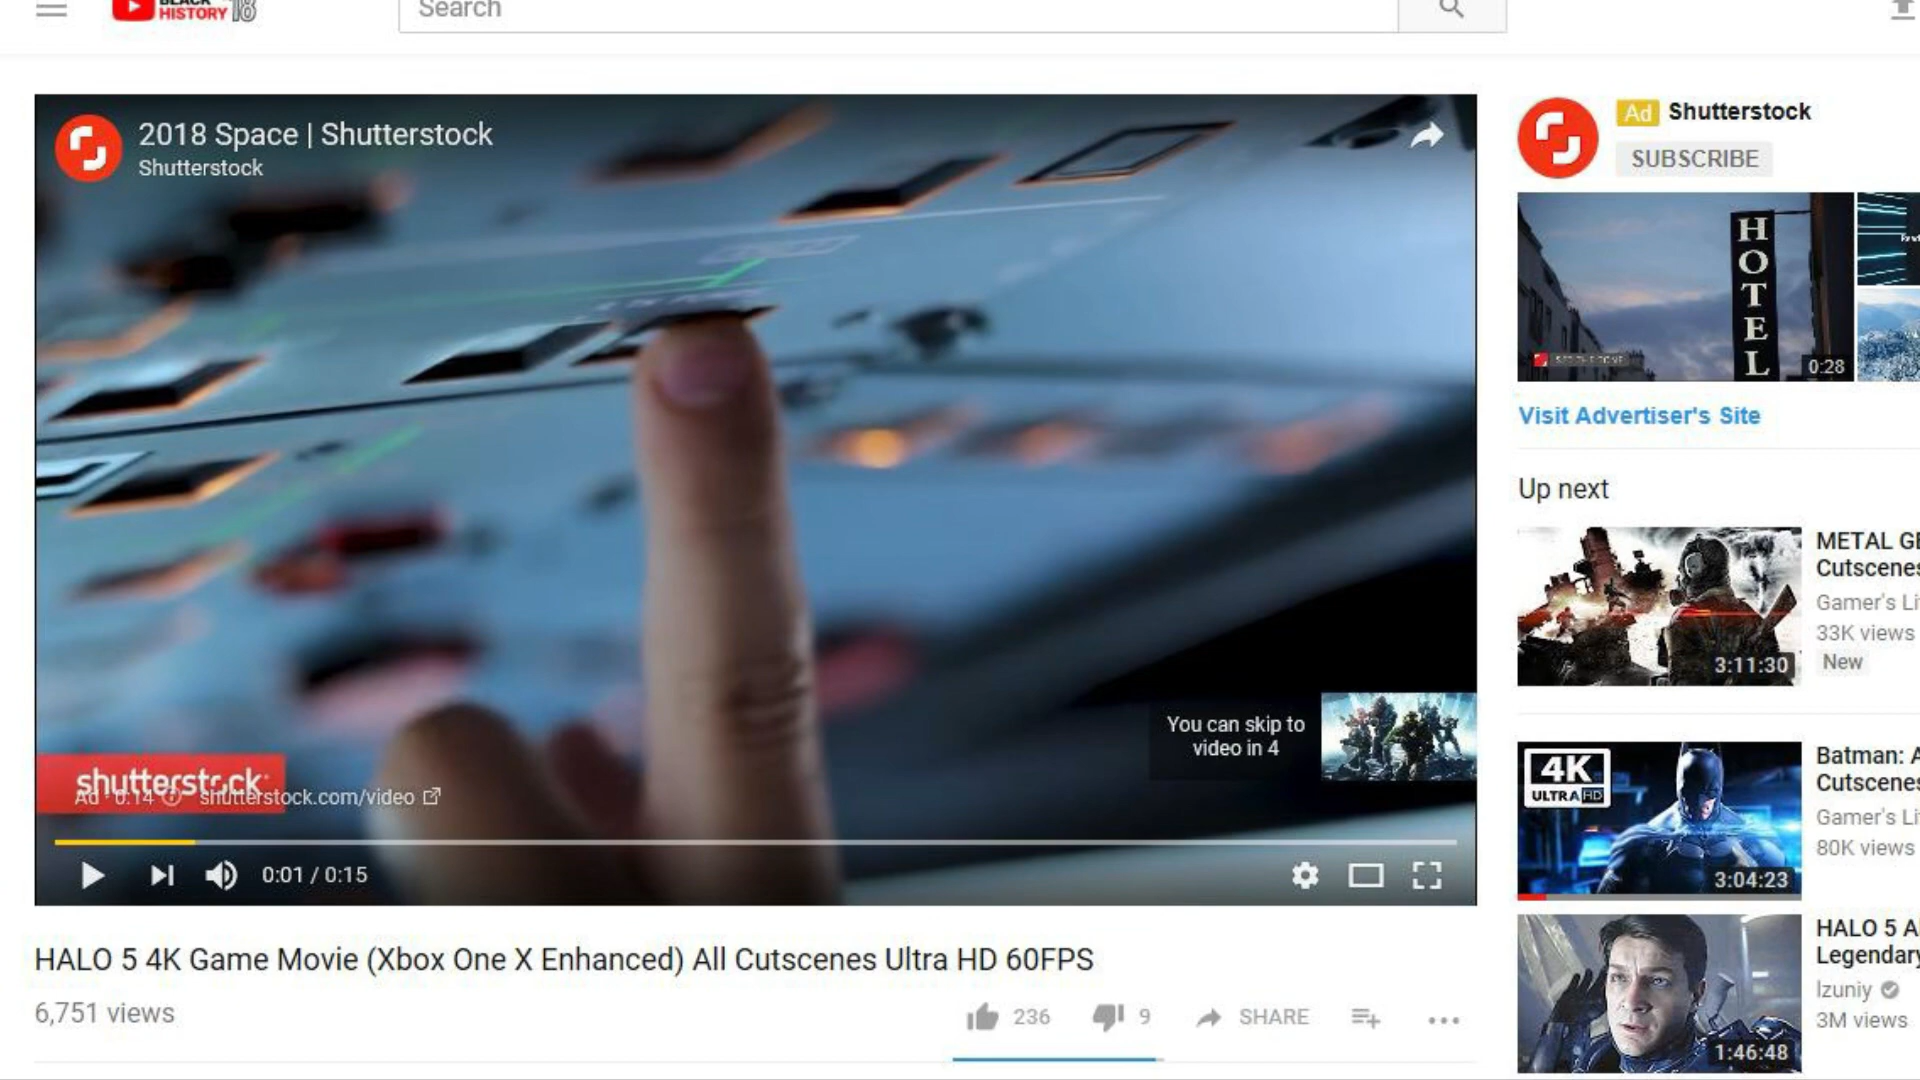 BLACK
HISTORY 18
Search
2018 Space | Shutterstock
Shutterstock
Ad Shutterstock
SUBSCRIBE
HOTEL
0:28
Visit Advertiser's Site
Up next
METAL GE
Cutscenes
Gamer's Li
33K views
New
3:11:30
You can skip to
video in 4
shutterstock
Ad · 0:14 shutterstock.com/video
0:01 / 0:15
4K
ULTRA HD
Batman: A
Cutscenes
Gamer's Li
80K views
3:04:23
HALO 5 4K Game Movie (Xbox One X Enhanced) All Cutscenes Ultra HD 60FPS
6,751 views
236
9
SHARE
HALO 5 A
Legendary
Izuniy
3M views
1:46:48